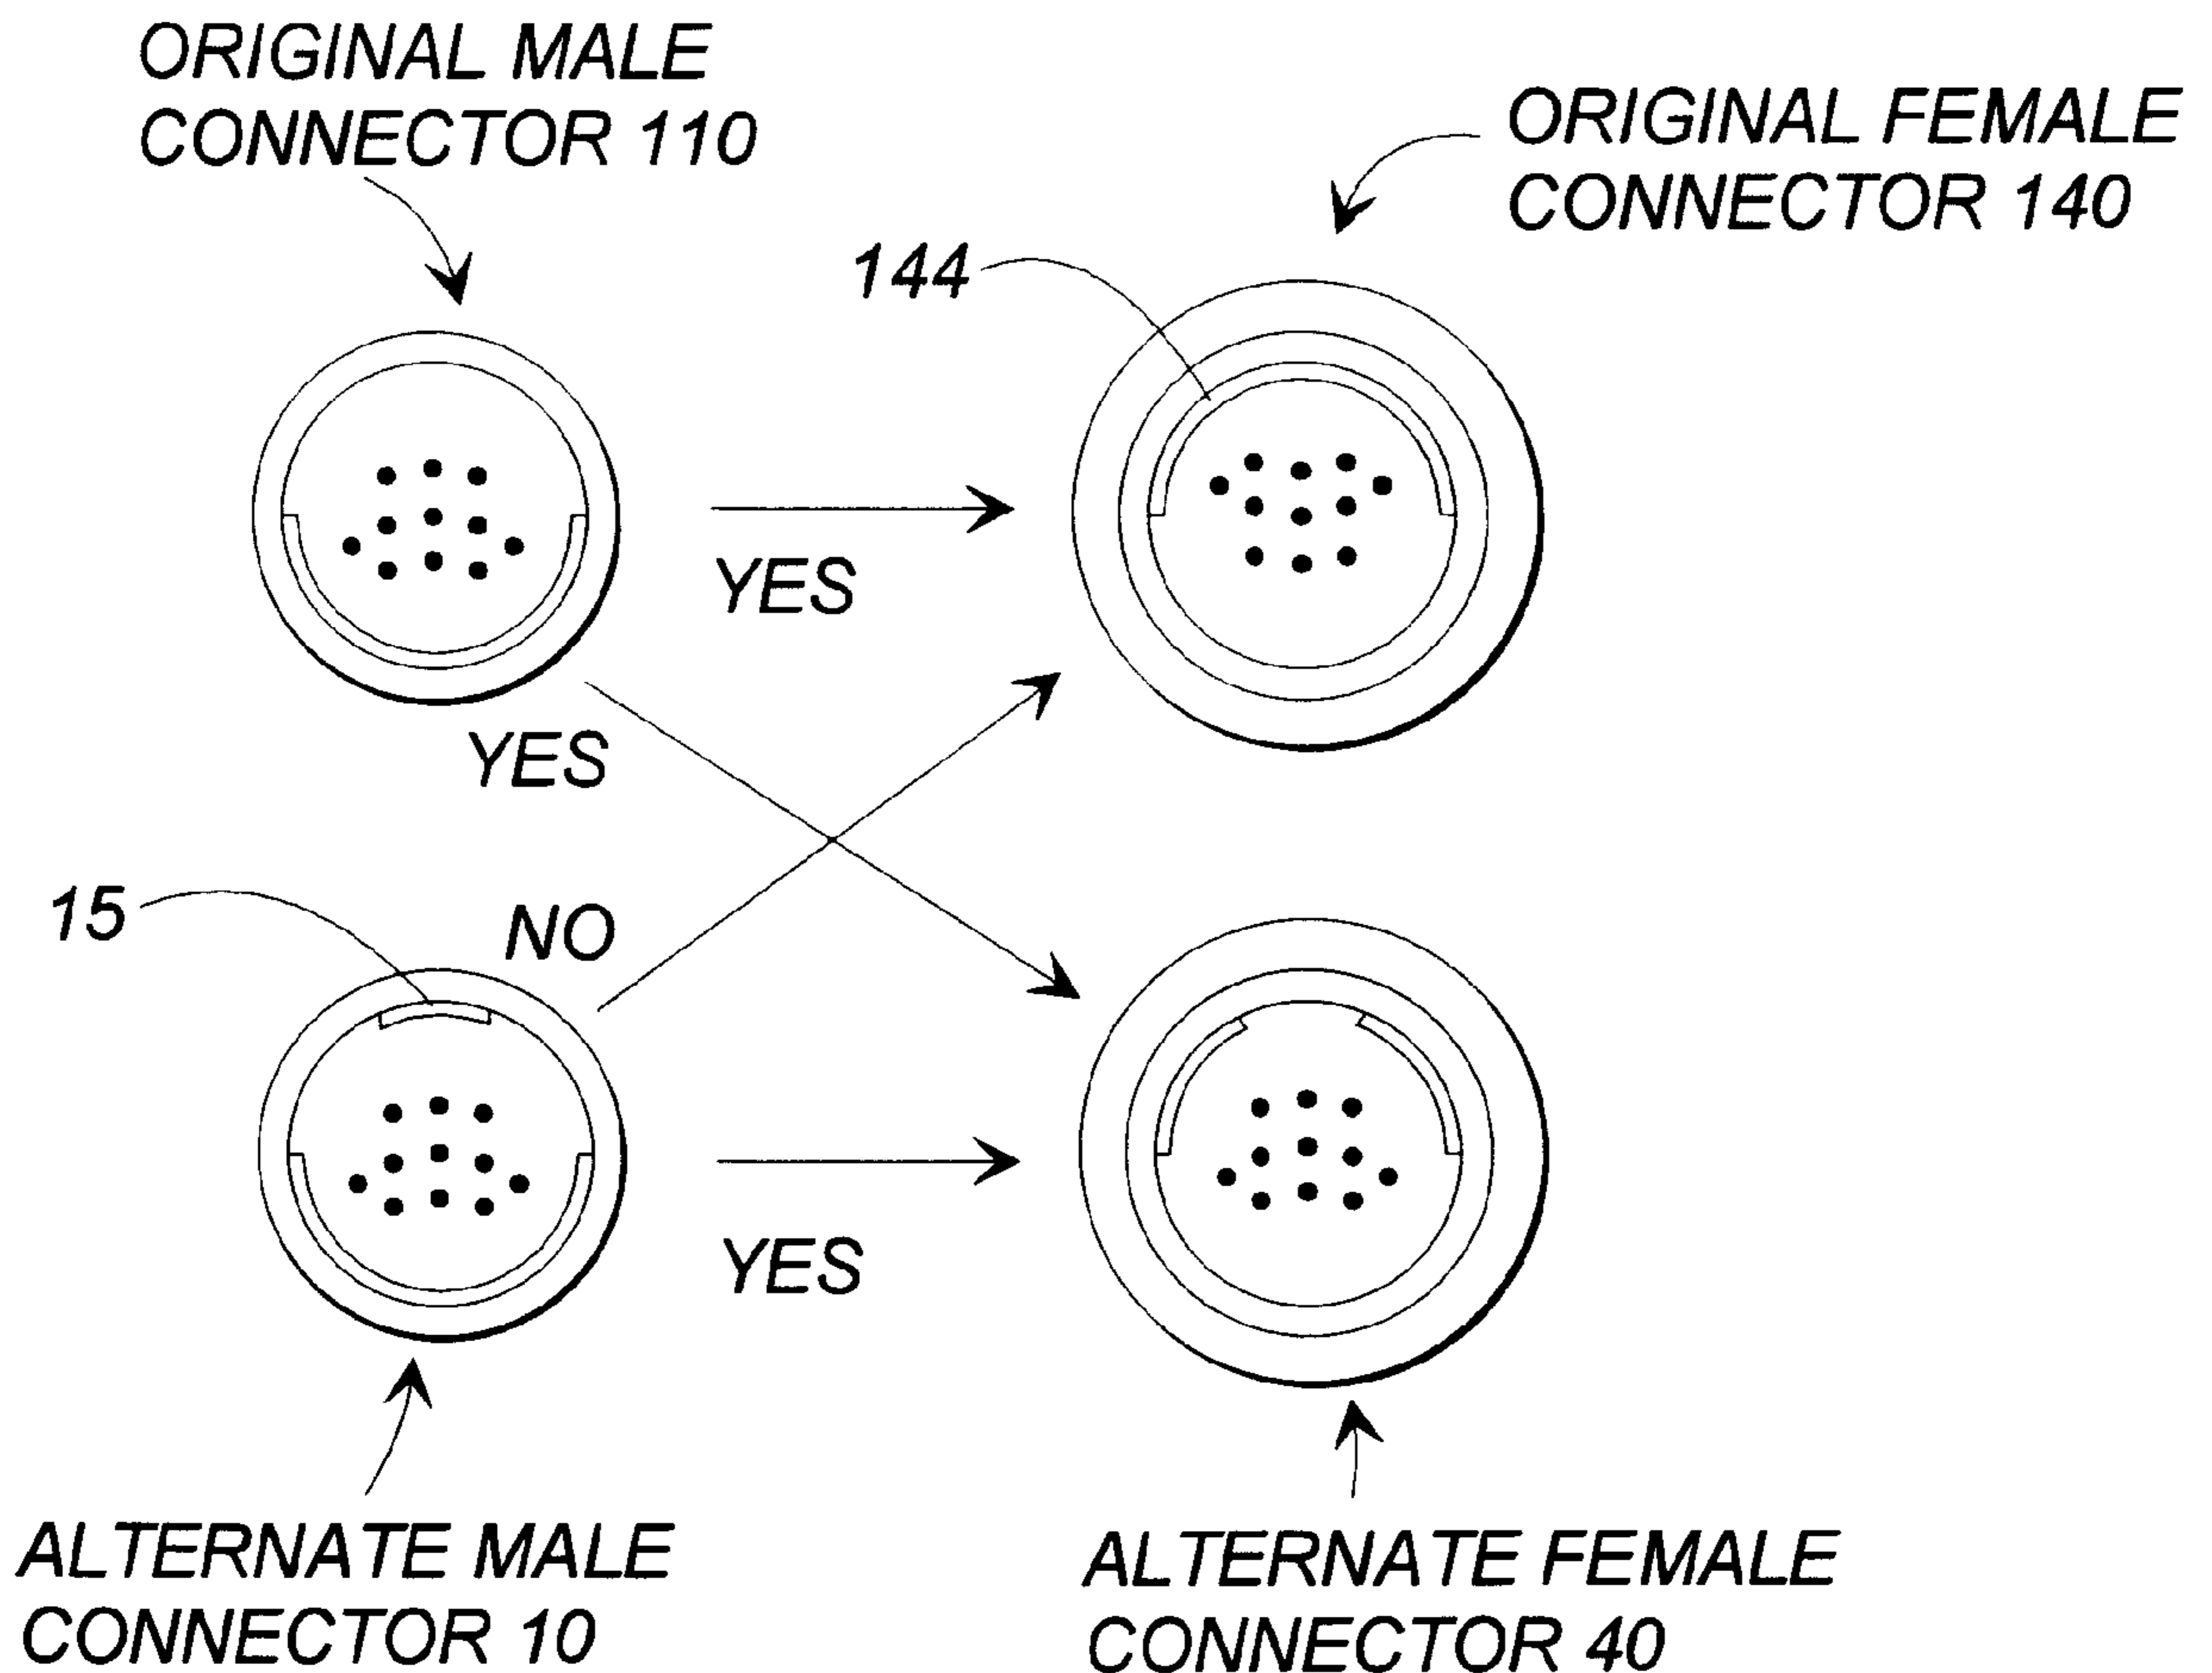 ORIGINAL MALE
CONNECTOR 110
ORIGINAL FEMALE
CONNECTOR 140
144
YES
YES
15
NO
YES
ALTERNATE MALE
CONNECTOR 10
ALTERNATE FEMALE
CONNECTOR 40